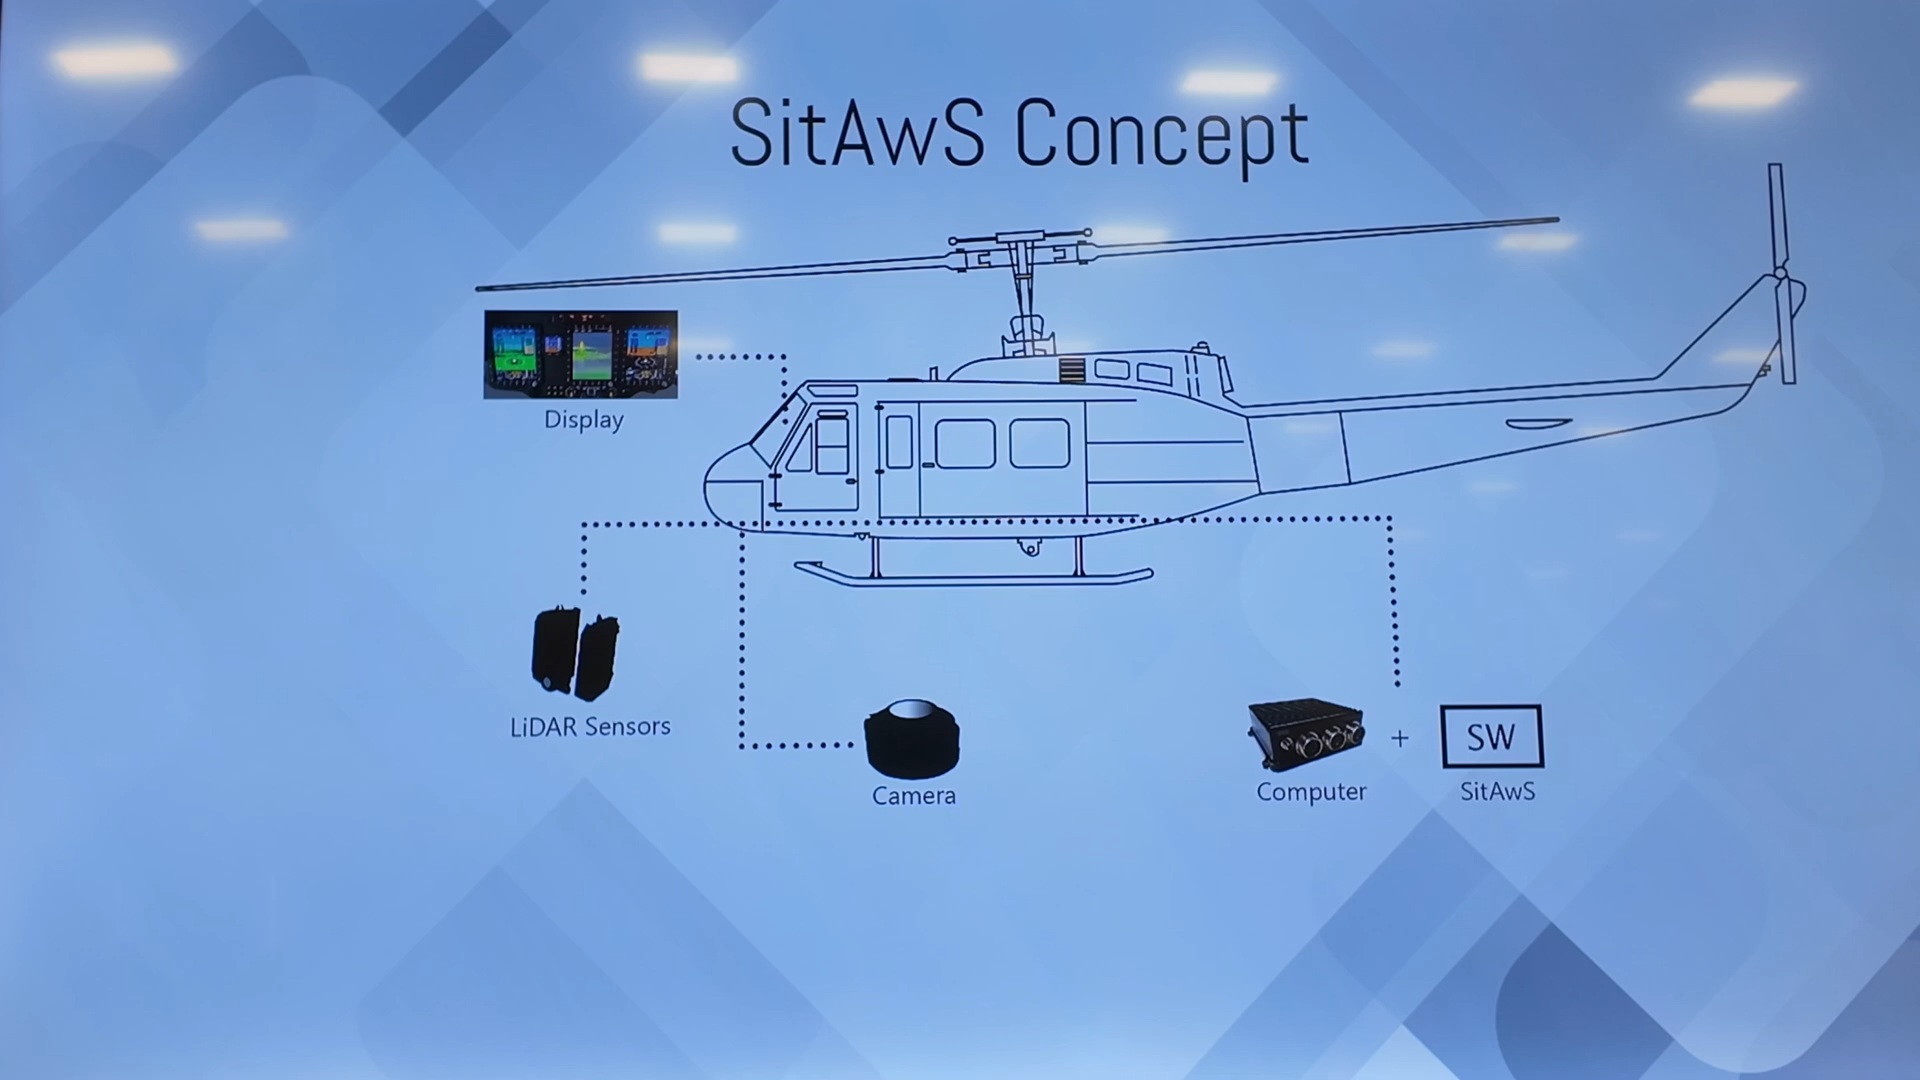 SitAwS Concept
Display
LiDAR Sensors
Camera
Computer
+
SW
SitAwS